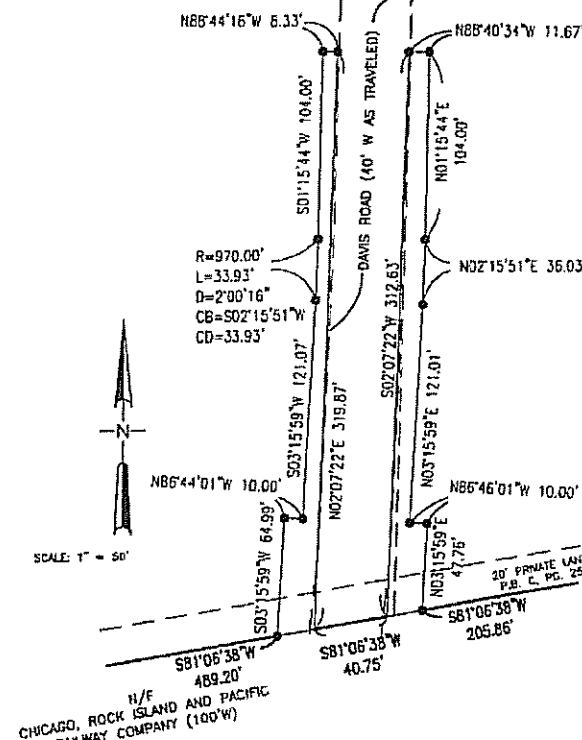 N88°44'16"W 8.33'
N88°40'34"W 11.67'
S01°15'44"W 104.00'
DAVIS ROAD (40' W AS TRAVELED)
N01°15'44"E
104.00'
R=970.00'
L=33.93'
D=2°00'16"
CB=S02°15'51"W
CD=33.93'
N02°15'51"E 36.03
S03°15'59"W 121.07'
N02°07'22"E 319.87'
S02°07'22"W 312.63'
N03°15'59"E 121.01'
N
SCALE: 1" = 50'
N86°44'01"W 10.00'
N86°46'01"W 10.00'
S03°15'59"W 64.99'
N03°15'59"E
47.76'
20' PRIVATE
P.B. C, PG. 25
S81°06'38"W
489.20'
S81°06'38"W
40.75'
S81°06'38"W
205.86'
N/F
CHICAGO, ROCK ISLAND AND PACIFIC
RAILWAY COMPANY (100'W)